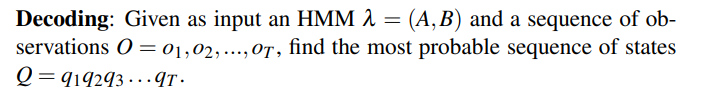 Decoding: Given as input an HMM λ = (A,B) and a sequence of ob-
servations O = o1,o2,...,oT, find the most probable sequence of states
Q = q1q2q3...qT.